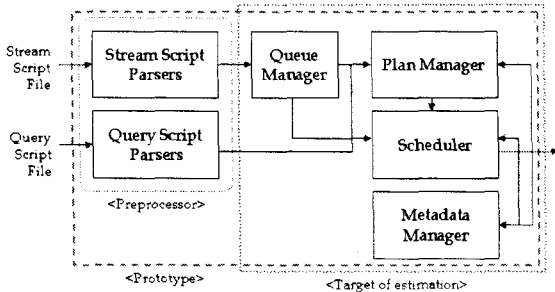 Stream
Script
File
Stream Script
Parsers
Queue
Manager
Plan Manager
Query
Script
File
Query Script
Parsers
Scheduler
<Preprocessor>
Metadata
Manager
<Prototype>
<Target of estimation>